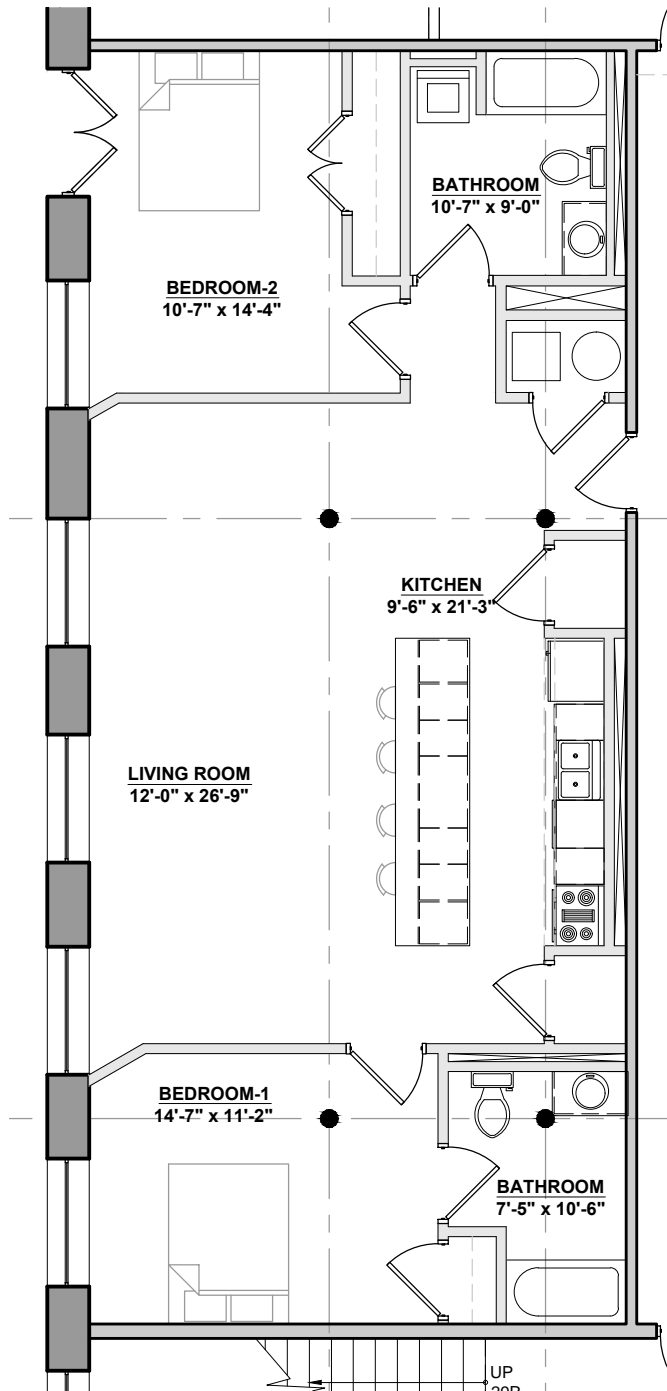 BATHROOM
10'-7" x 9'-0"
BEDROOM-2
10'-7" x 14'-4"
KITCHEN
9'-6" x 21'-3"
LIVING ROOM
12'-0" x 26'-9"
BEDROOM-1
14'-7" x 11'-2"
BATHROOM
7'-5" x 10'-6"
UP